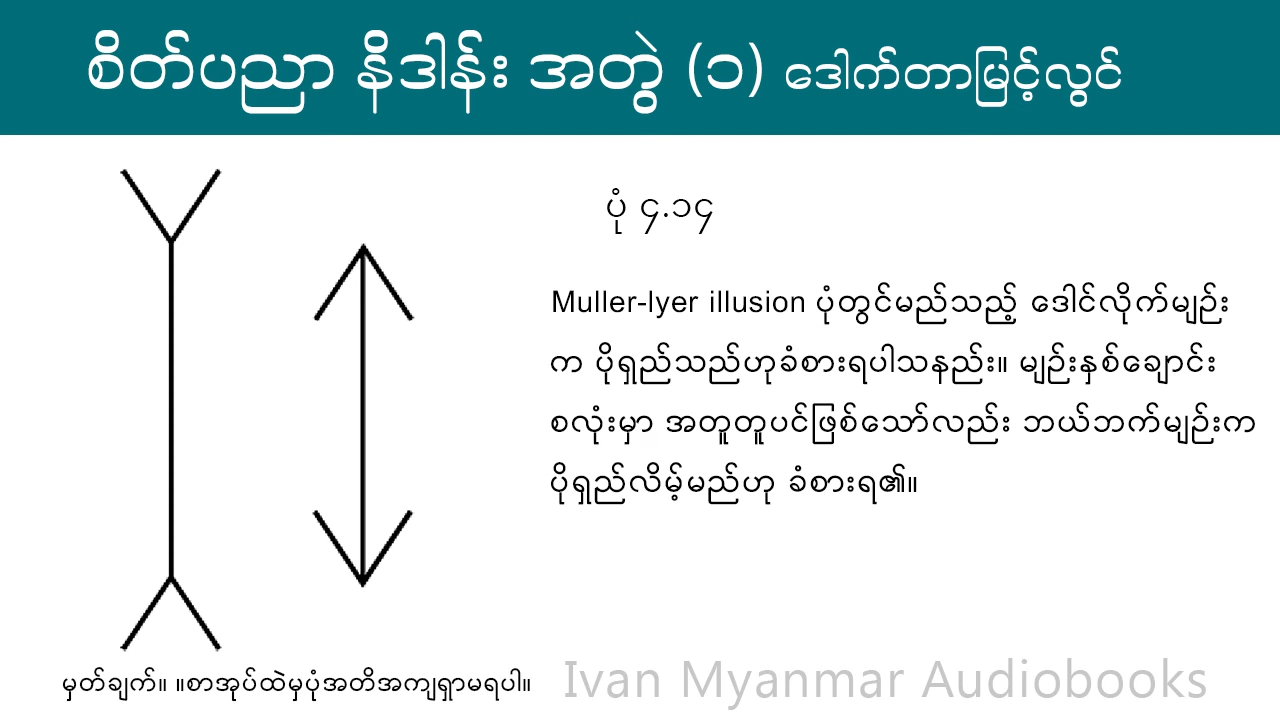 စိတ်ပညာ နိဒါန်း အတွဲ (၁) ဒေါက်တာမြင့်လွင်
ပုံ ၄.၁၄
Muller-lyer illusion ပုံတွင်မည်သည့် ဒေါင်လိုက်မျဉ်း
က ပိုရှည်သည်ဟုခံစားရပါသနည်း။ မျဉ်းနှစ်ချောင်း
စလုံးမှာ အတူတူပင်ဖြစ်သော်လည်း ဘယ်ဘက်မျဉ်းက
ပိုရှည်လိမ့်မည်ဟု ခံစားရ၏။
မှတ်ချက်။ ။စာအုပ်ထဲမှပုံအတိအကျရှာမရပါ။
Ivan Myanmar Audiobooks